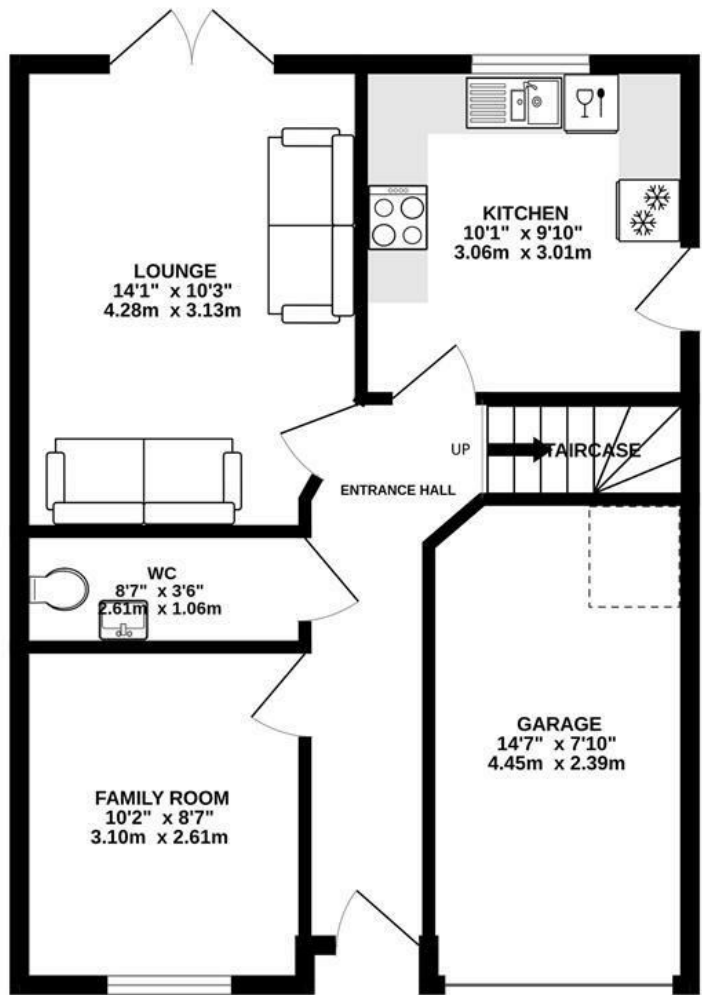 LOUNGE
14'1" x 10'3"
4.28m x 3.13m
KITCHEN
10'1" x 9'10"
3.06m x 3.01m
UP
TAIRCASE
ENTRANCE HALL
WC
8'7" x 3'6"
2.61m x 1.06m
GARAGE
14'7" x 7'10"
4.45m x 2.39m
FAMILY ROOM
10'2" x 8'7"
3.10m x 2.61m